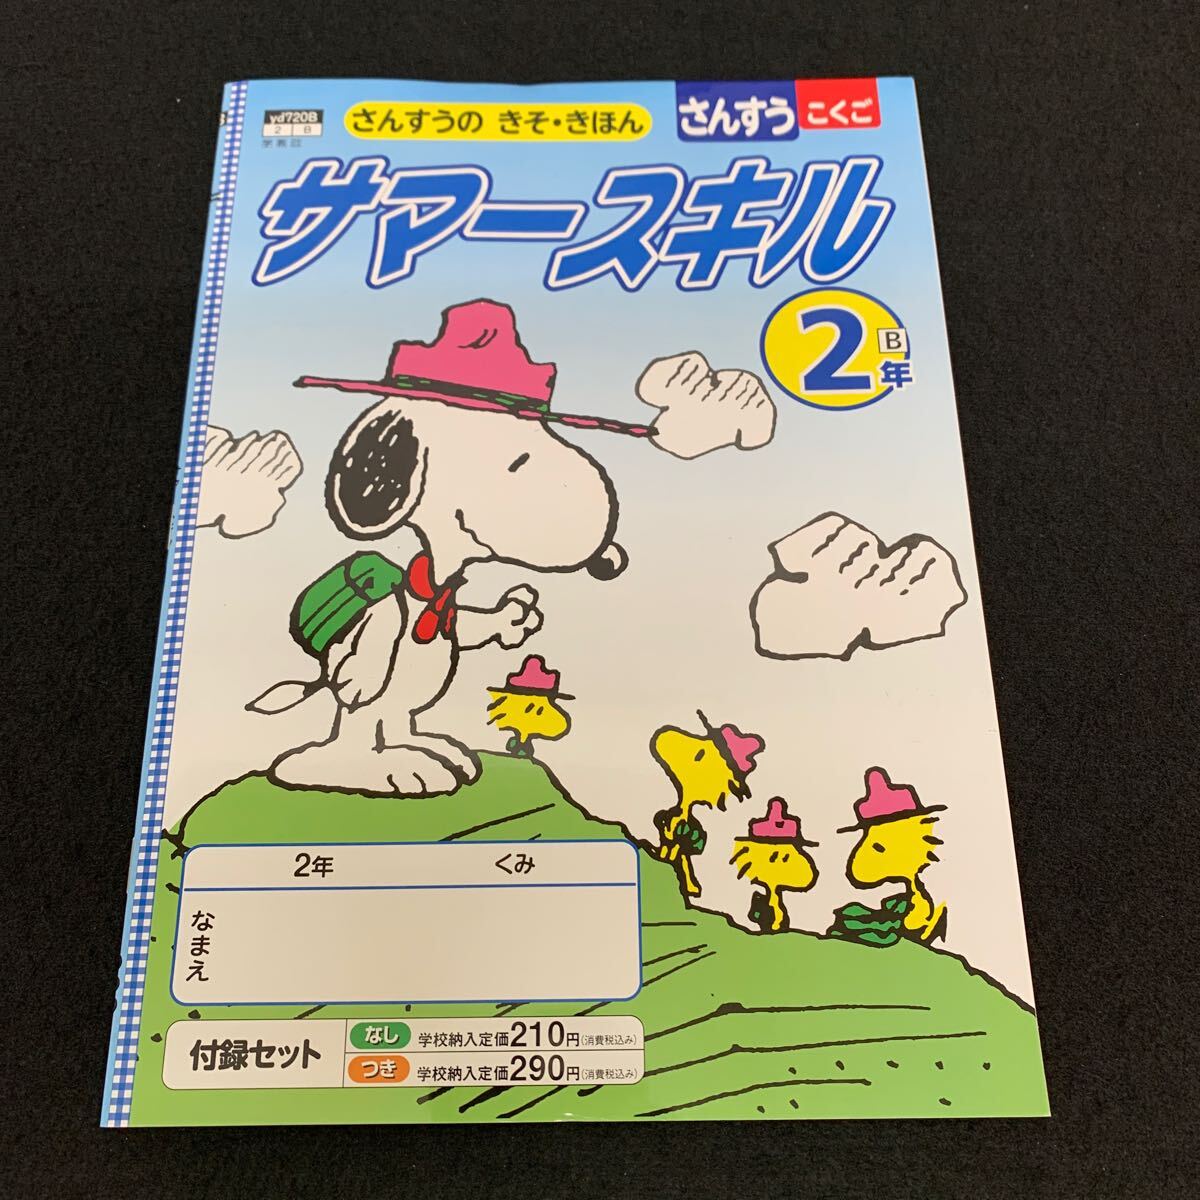 yd720B
2 B
さんすうの きそ・きほん
さんすう
こくご
サマースキル
2年
B
2年 くみ
なまえ
付録セット
なし 学校納入定価210円(消費税込み)
つき 学校納入定価290円(消費税込み)